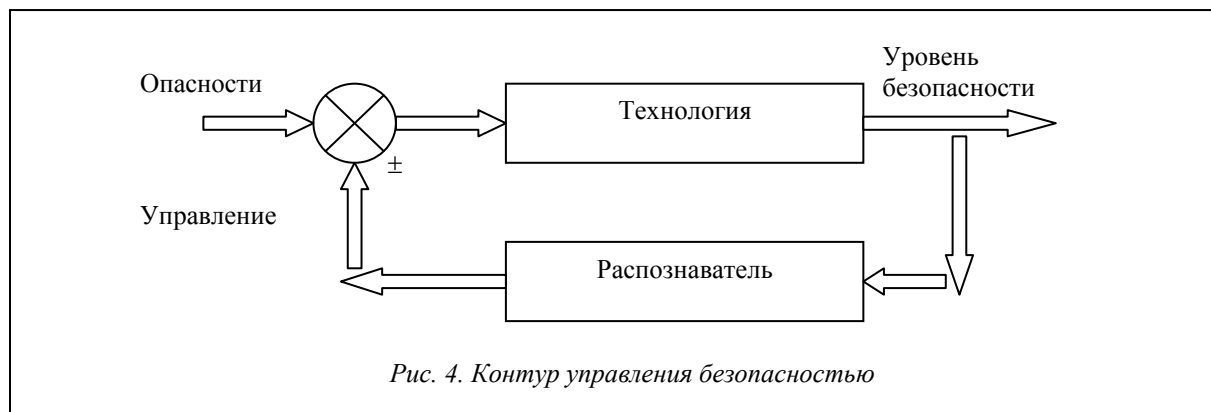 Опасности
Технология
Уровень
безопасности
±
Управление
Распознаватель
Рис. 4. Контур управления безопасностью